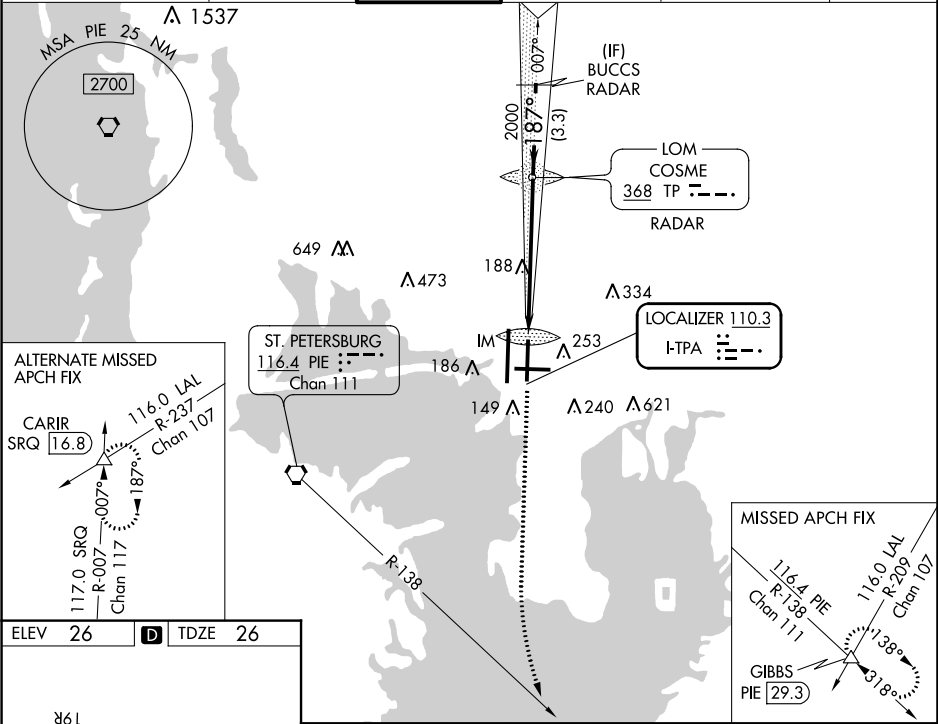 1537
MSA PIE 25 NM
2700
007°
(IF)
BUCCS
RADAR
2000
187°
(3.3)
LOM
COSME
368 TP
RADAR
649
473
188
334
LOCALIZER 110.3
I-TPA
IM
253
ST. PETERSBURG
116.4 PIE
Chan 111
186
149
240
621
R-138
ALTERNATE MISSED
APCH FIX
CARIR
SRQ 16.8
116.0 LAL
R-237
Chan 107
007°
187°
117.0 SRQ
R-007
Chan 117
MISSED APCH FIX
116.4 PIE
R-138
Chan 111
116.0 LAL
R-209
Chan 107
138°
318°
GIBBS
PIE 29.3
ELEV 26
D
TDZE 26
19R